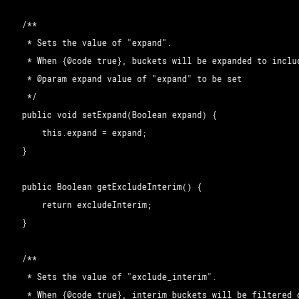 /**
* Sets the value of "expand".
* When {@code true}, buckets will be expanded to
* @param expand value of "expand" to be set
*/
public void setExpand(Boolean expand) {
this.expand = expand;
}
public Boolean getExcludeInterim() {
return excludeInterim;
}
/**
* Sets the value of "exclude_interim".
* When {@code true}, interim buckets will be filtered